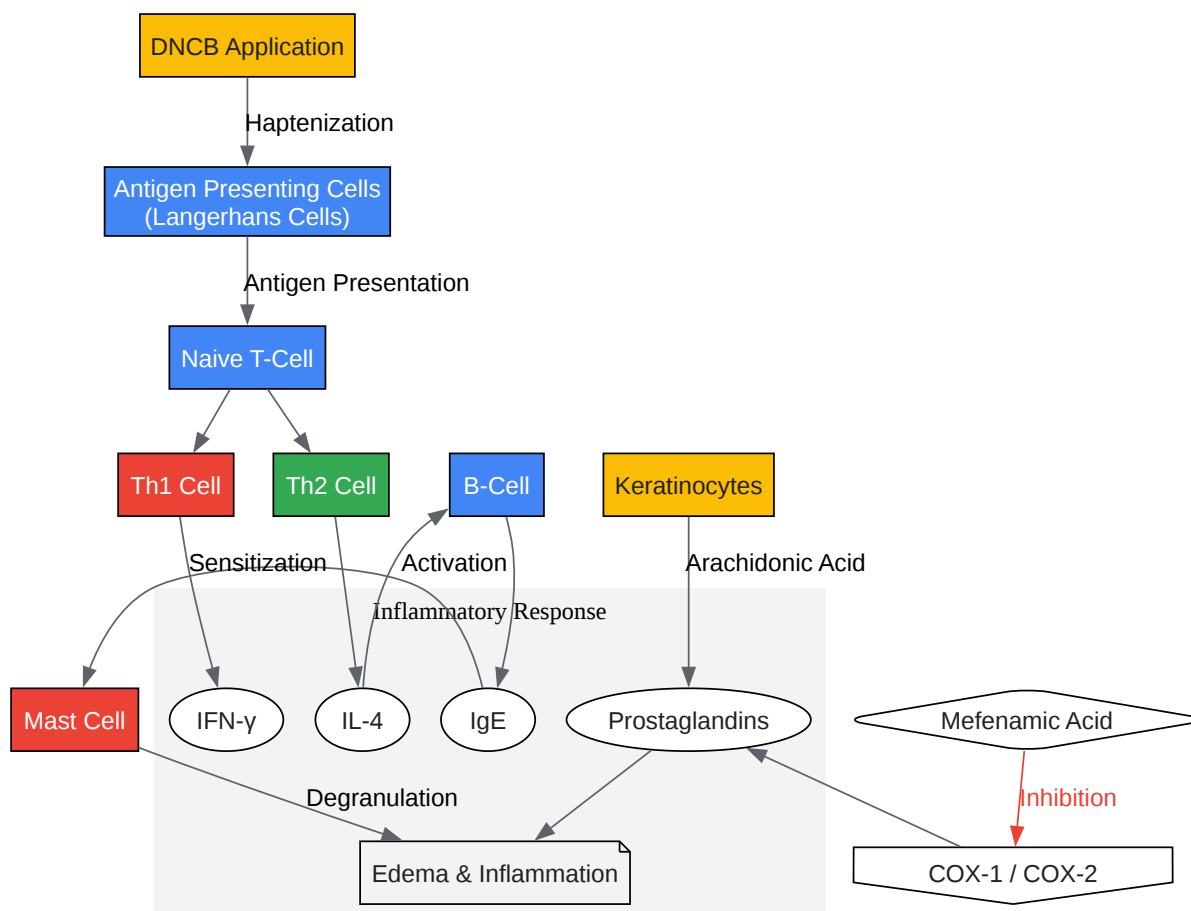 DNCB Application
Haptenization
Antigen Presenting Cells
(Langerhans Cells)
Antigen Presentation
Naive T-Cell
Th1 Cell
Th2 Cell
B-Cell
Keratinocytes
Sensitization
Activation
Arachidonic Acid
Inflammatory Response
Mast Cell
IFN-γ
IL-4
IgE
Prostaglandins
Mefenamic Acid
Degranulation
Inhibition
Edema & Inflammation
COX-1 / COX-2